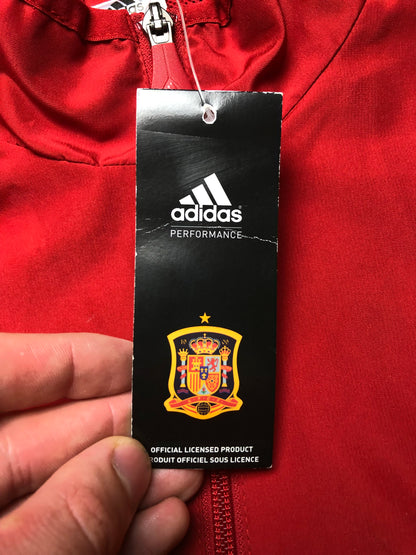 adidas
PERFORMANCE
OFFICIAL LICENSED PRODUCT
RODUIT OFFICIEL SOUS LICENCE